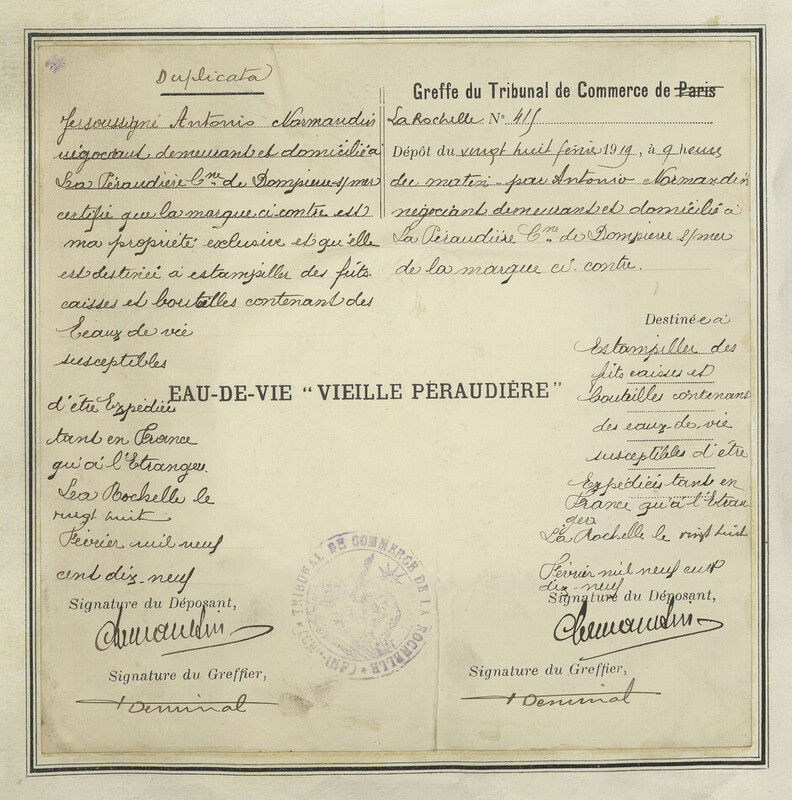 Duplicata
Je soussigné Antonio Normandin
négociant demeurant et domicilié à
La Péraudière Cne de Dompierre s/mer
certifie que la marque ci-contre est
ma propriété exclusive et qu'elle
est destinée à estampiller des fûts
caisses et bouteilles contenant des
Eaux de vie
susceptibles
d'être Expédiées
tant en France
qu'à l'Etranger.
La Rochelle le
vingt huit
Février mil neuf
cent dix-neuf
Signature du Déposant,
Signature du Greffier,
EAU-DE-VIE "VIEILLE PÉRAUDIÈRE"
TRIBUNAL DE COMMERCE DE LA ROCHELLE
Greffe du Tribunal de Commerce de Paris
La Rochelle N° 415
Dépôt du vingt huit février 1919, à 9 heures
du matin par Antonio Normandin
négociant demeurant et domicilié à
La Péraudière Cne de Dompierre s/mer
de la marque ci contre.
Destinée à
Estampiller des
fûts caisses et
bouteilles contenant
des eaux de vie
susceptibles d'être
Expédiées tant en
France qu'à l'Etran
ger
La Rochelle le vingt huit
Février mil neuf cent
dix-neuf
Signature du Déposant,
Signature du Greffier,